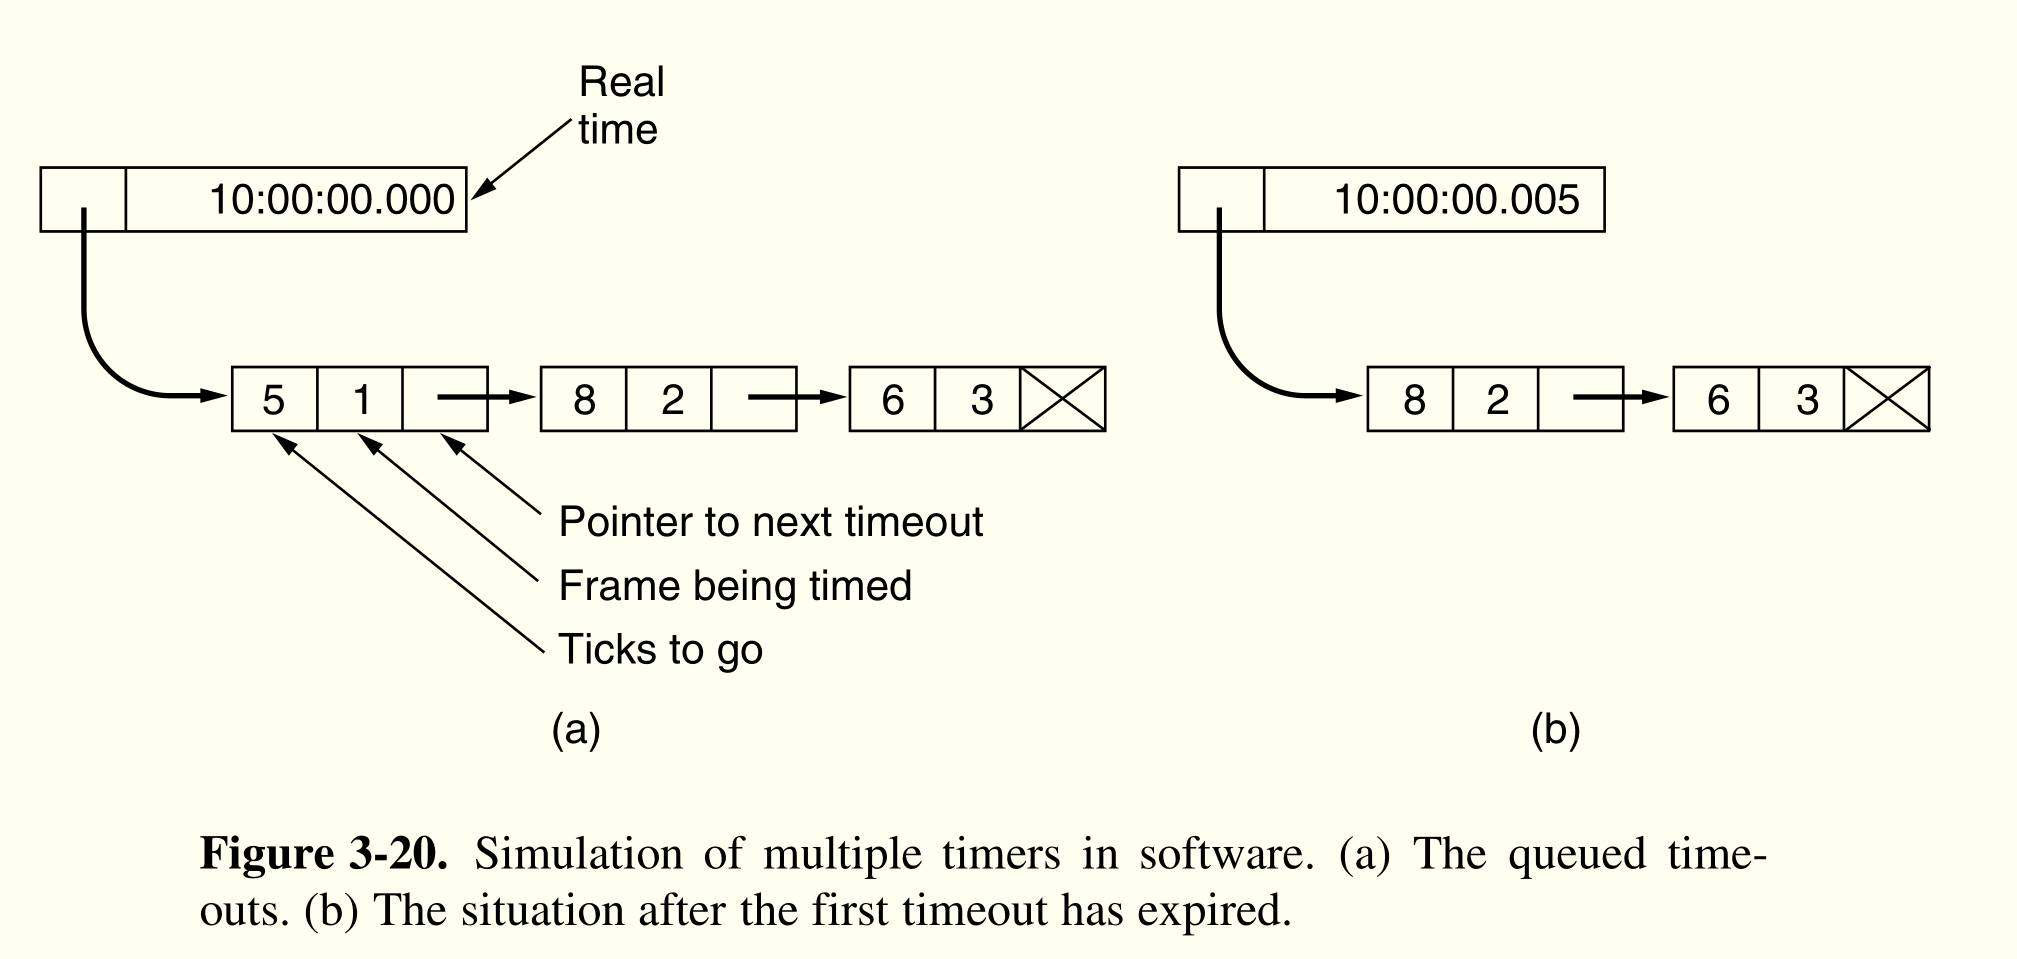 Real
time
10:00:00.000
10:00:00.005
5 1 8 2 6 3
8 2 6 3
Pointer to next timeout
Frame being timed
Ticks to go
(a)
(b)
Figure 3-20. Simulation of multiple timers in software. (a) The queued time-
outs. (b) The situation after the first timeout has expired.